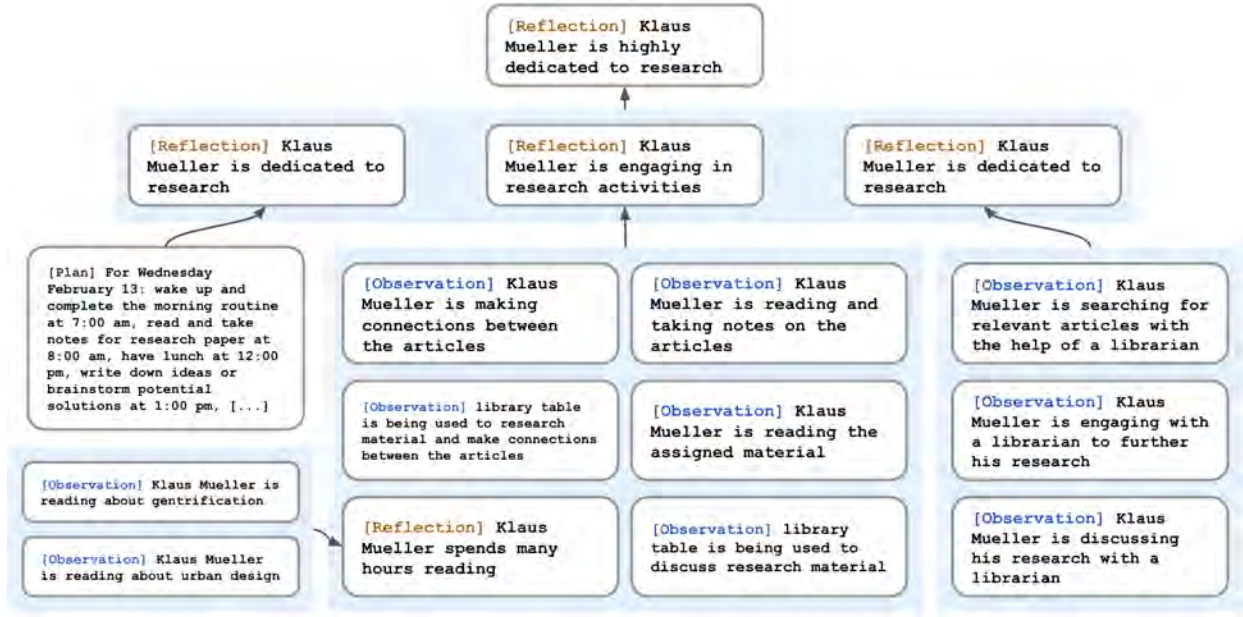 [Reflection] Klaus
Mueller is highly
dedicated to research
[Reflection] Klaus
Mueller is dedicated to
research
[Reflection] Klaus
Mueller is engaging in
research activities
[Reflection] Klaus
Mueller is dedicated to
research
[Plan] For Wednesday
February 13: wake up and
complete the morning routine
at 7:00 am, read and take
notes for research paper at
8:00 am, have lunch at 12:00
pm, write down ideas or
brainstorm potential
solutions at 1:00 pm, [...]
[Observation] Klaus Mueller is
reading about gentrification
[Observation] Klaus Mueller
is reading about urban design
[Observation] Klaus
Mueller is making
connections between
the articles
[Observation] Klaus
Mueller is reading and
taking notes on the
articles
[Observation] library table
is being used to research
material and make connections
between the articles
[Observation] Klaus
Mueller is reading the
assigned material
[Reflection] Klaus
Mueller spends many
hours reading
[Observation] library
table is being used to
discuss research material
[Observation] Klaus
Mueller is searching for
relevant articles with
the help of a librarian
[Observation] Klaus
Mueller is engaging with
a librarian to further
his research
[Observation] Klaus
Mueller is discussing
his research with a
librarian